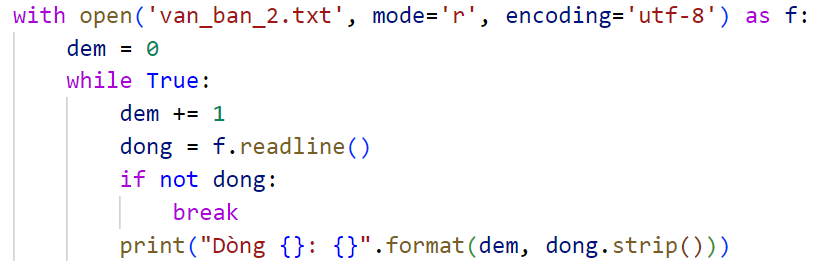 with open('van_ban_2.txt', mode='r', encoding='utf-8') as f:
    dem = 0
    while True:
        dem += 1
        dong = f.readline()
        if not dong:
            break
        print("Dòng {}: {}".format(dem, dong.strip()))